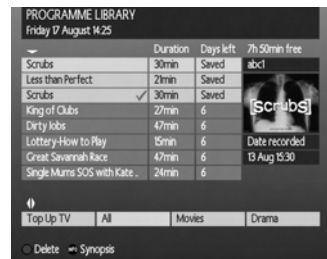 PROGRAMME LIBRARY
Friday 17 August 14:25
Duration Days left 7h 50min free
Scrubs 30min Saved abc1
Less than Perfect 21min Saved
Scrubs ✓ 30min Saved
King of Clubs 27min 6
[scrubs]
Dirty Jobs 47min 6
Lottery-How to Play 15min 6 Date recorded
Great Savannah Race 47min 6 13 Aug 15:30
Single Mums SOS with Kate .. 24min 6
Top Up TV All Movies Drama
Delete Synopsis